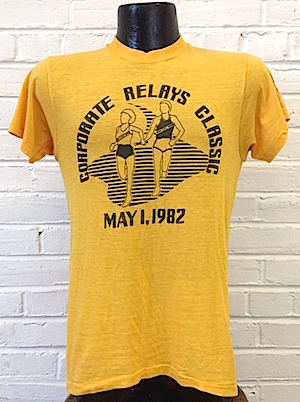 CORPORATE RELAYS CLASSIC
MAY 1, 1982